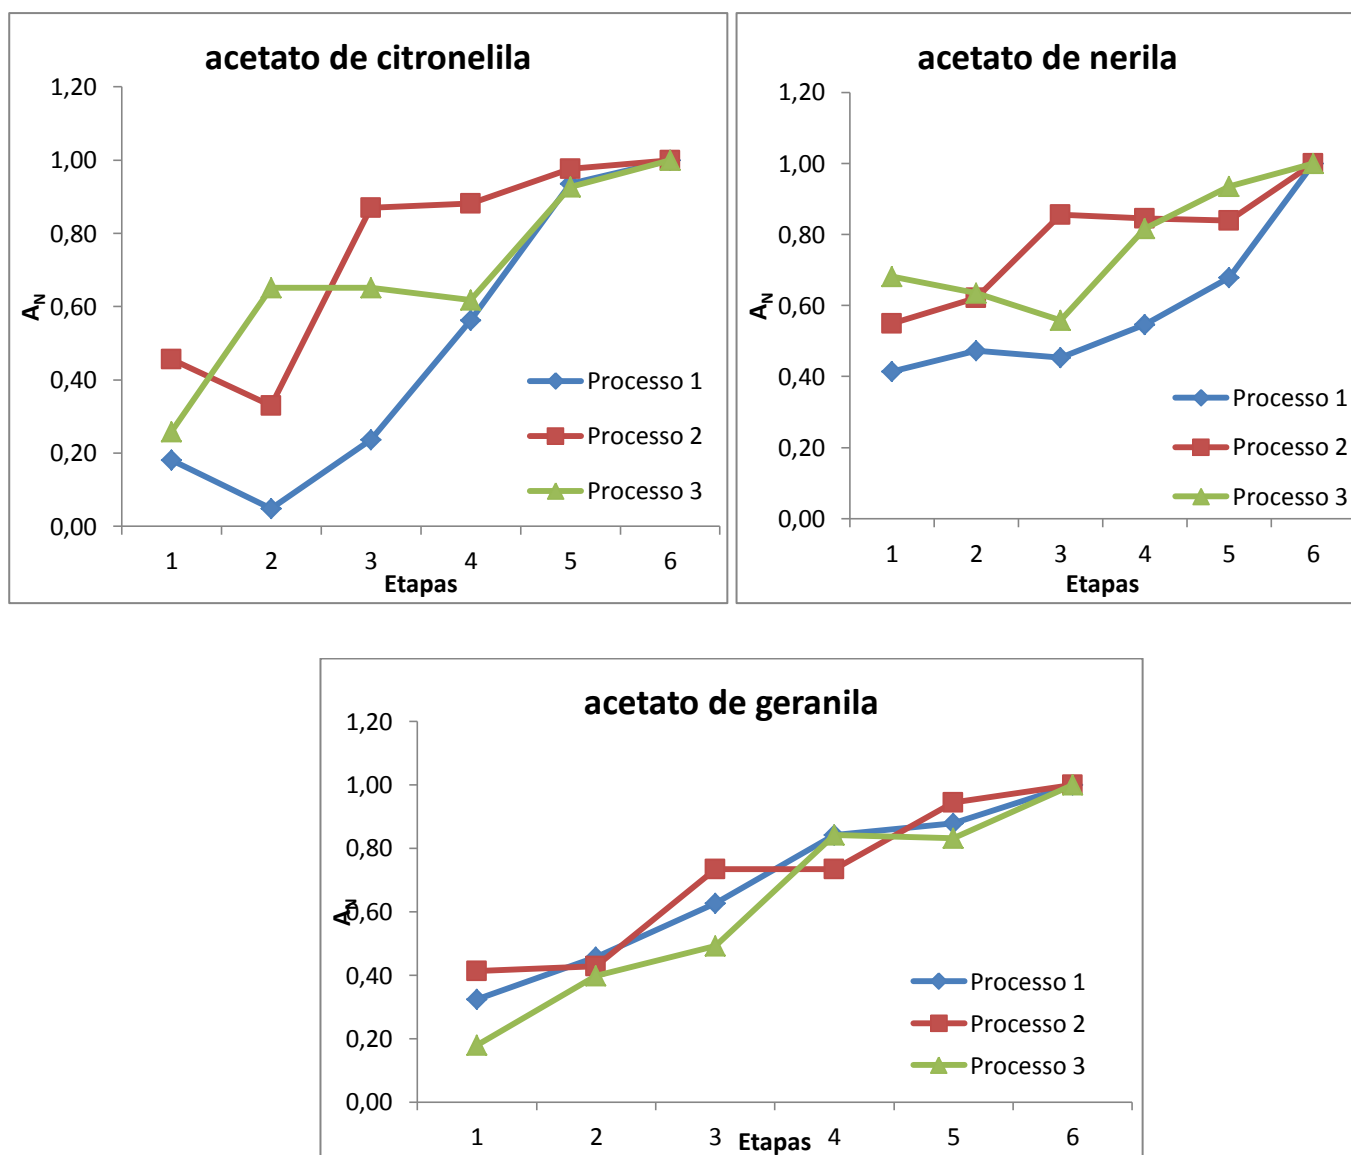 acetato de citronelila
1,20
1,00
0,80
0,60
0,40
0,20
0,00
A_N
1 2 3 4 5 6
Etapas
Processo 1
Processo 2
Processo 3
acetato de nerila
1,20
1,00
0,80
0,60
0,40
0,20
0,00
A_N
1 2 3 4 5 6
Etapas
Processo 1
Processo 2
Processo 3
acetato de geranila
1,20
1,00
0,80
0,60
0,40
0,20
0,00
A_N
1 2 3 4 5 6
Etapas
Processo 1
Processo 2
Processo 3